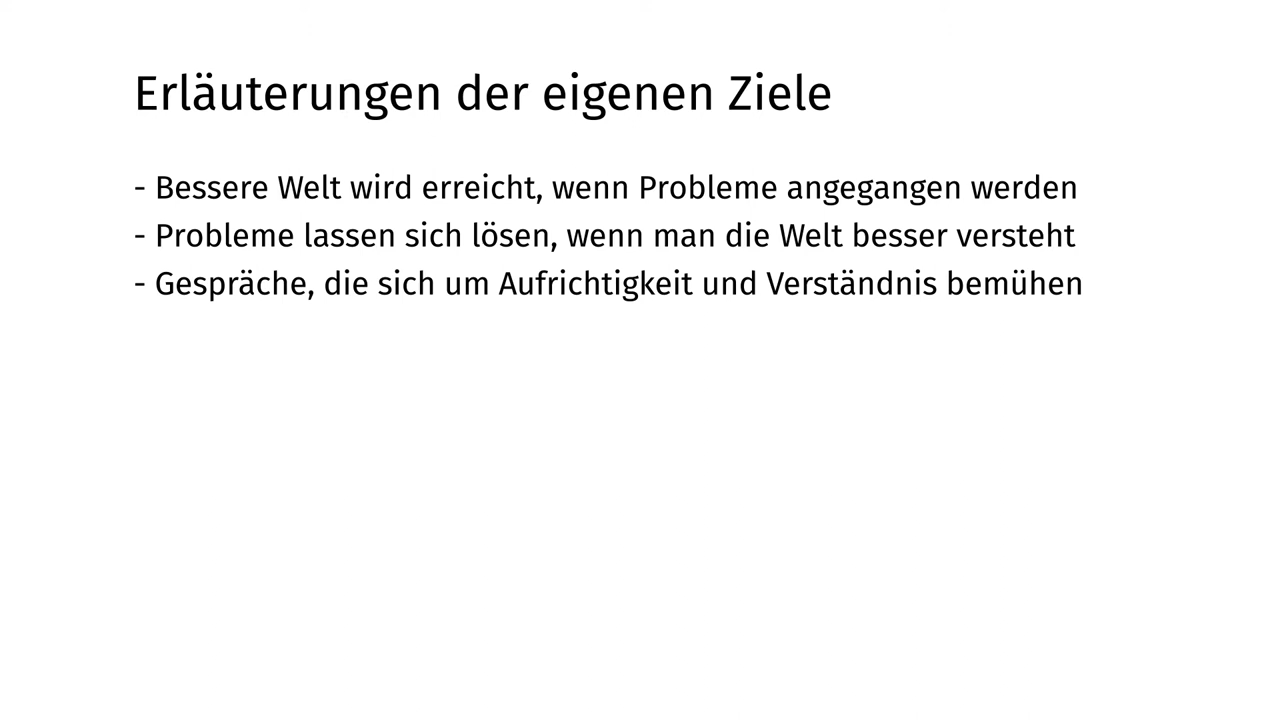 Erläuterungen der eigenen Ziele
- Bessere Welt wird erreicht, wenn Probleme angegangen werden
- Probleme lassen sich lösen, wenn man die Welt besser versteht
- Gespräche, die sich um Aufrichtigkeit und Verständnis bemühen